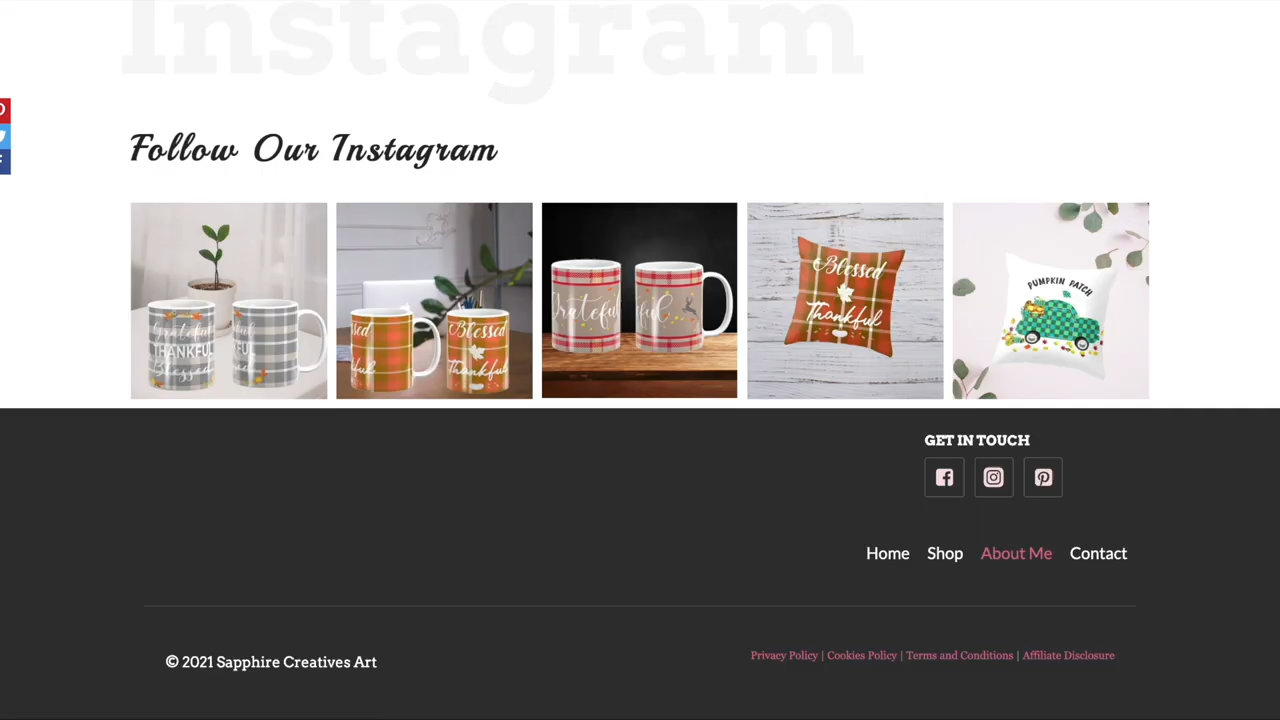 Instagram
Follow Our Instagram
Grateful
THANKFUL
Blessed
Blessed
Thankful
Grateful
Blessed
Thankful
PUMPKIN PATCH
GET IN TOUCH
Home Shop About Me Contact
© 2021 Sapphire Creatives Art
Privacy Policy | Cookies Policy | Terms and Conditions | Affiliate Disclosure